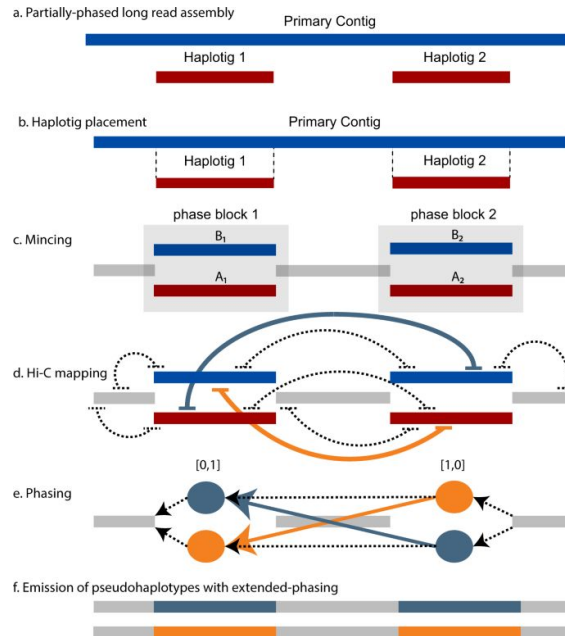 a. Partially-phased long read assembly
Primary Contig
Haplotig 1 Haplotig 2
b. Haplotig placement
Primary Contig
Haplotig 1 Haplotig 2
phase block 1 phase block 2
c. Mincing
B₁ B₂
A₁ A₂
d. Hi-C mapping
[0,1] [1,0]
e. Phasing
f. Emission of pseudohaplotypes with extended-phasing